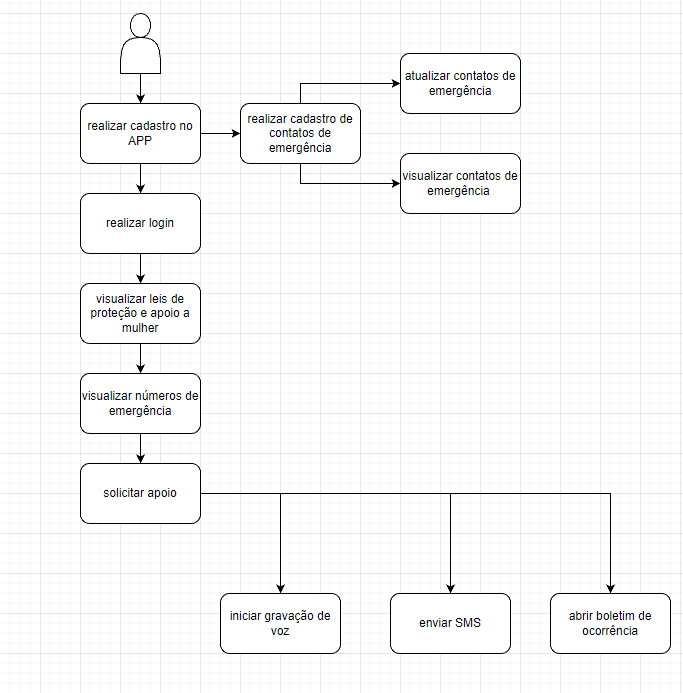 atualizar contatos de
emergência
realizar cadastro no
APP
realizar cadastro de
contatos de
emergência
visualizar contatos de
emergência
realizar login
visualizar leis de
proteção e apoio a
mulher
visualizar números de
emergência
solicitar apoio
iniciar gravação de
voz
enviar SMS
abrir boletim de
ocorrência